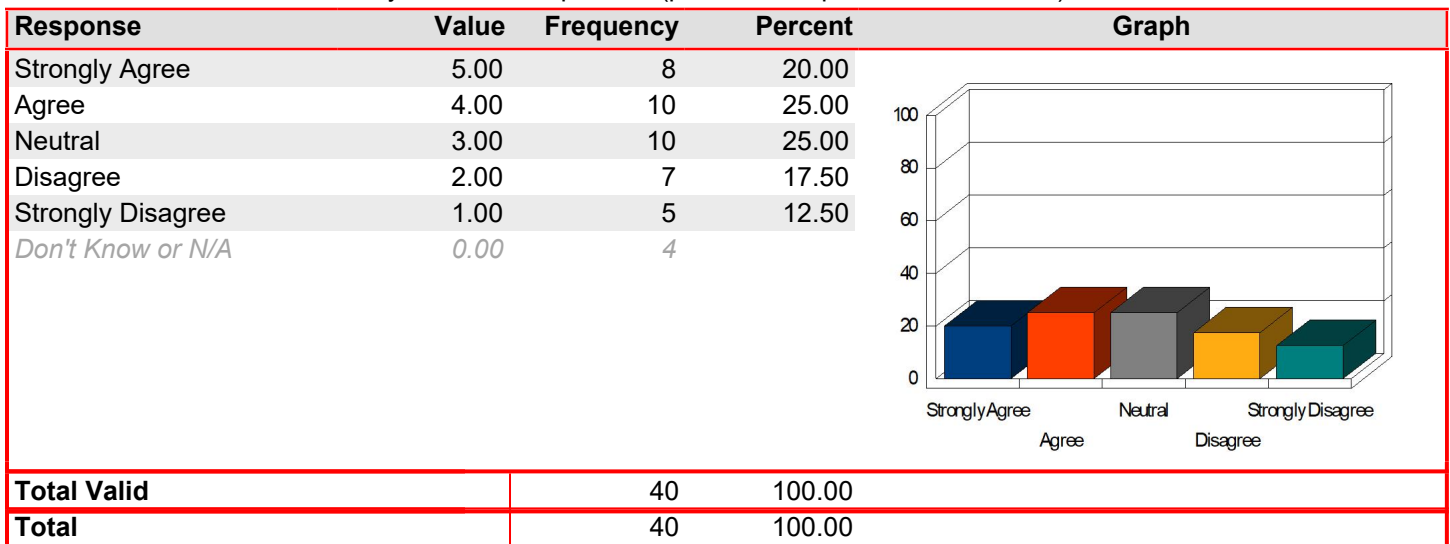 Response Value Frequency Percent Graph
Strongly Agree 5.00 8 20.00
Agree 4.00 10 25.00
Neutral 3.00 10 25.00
Disagree 2.00 7 17.50
Strongly Disagree 1.00 5 12.50
Don't Know or N/A 0.00 4
100
80
60
40
20
0
Strongly Agree Neutral Strongly Disagree
Agree Disagree
Total Valid 40 100.00
Total 40 100.00